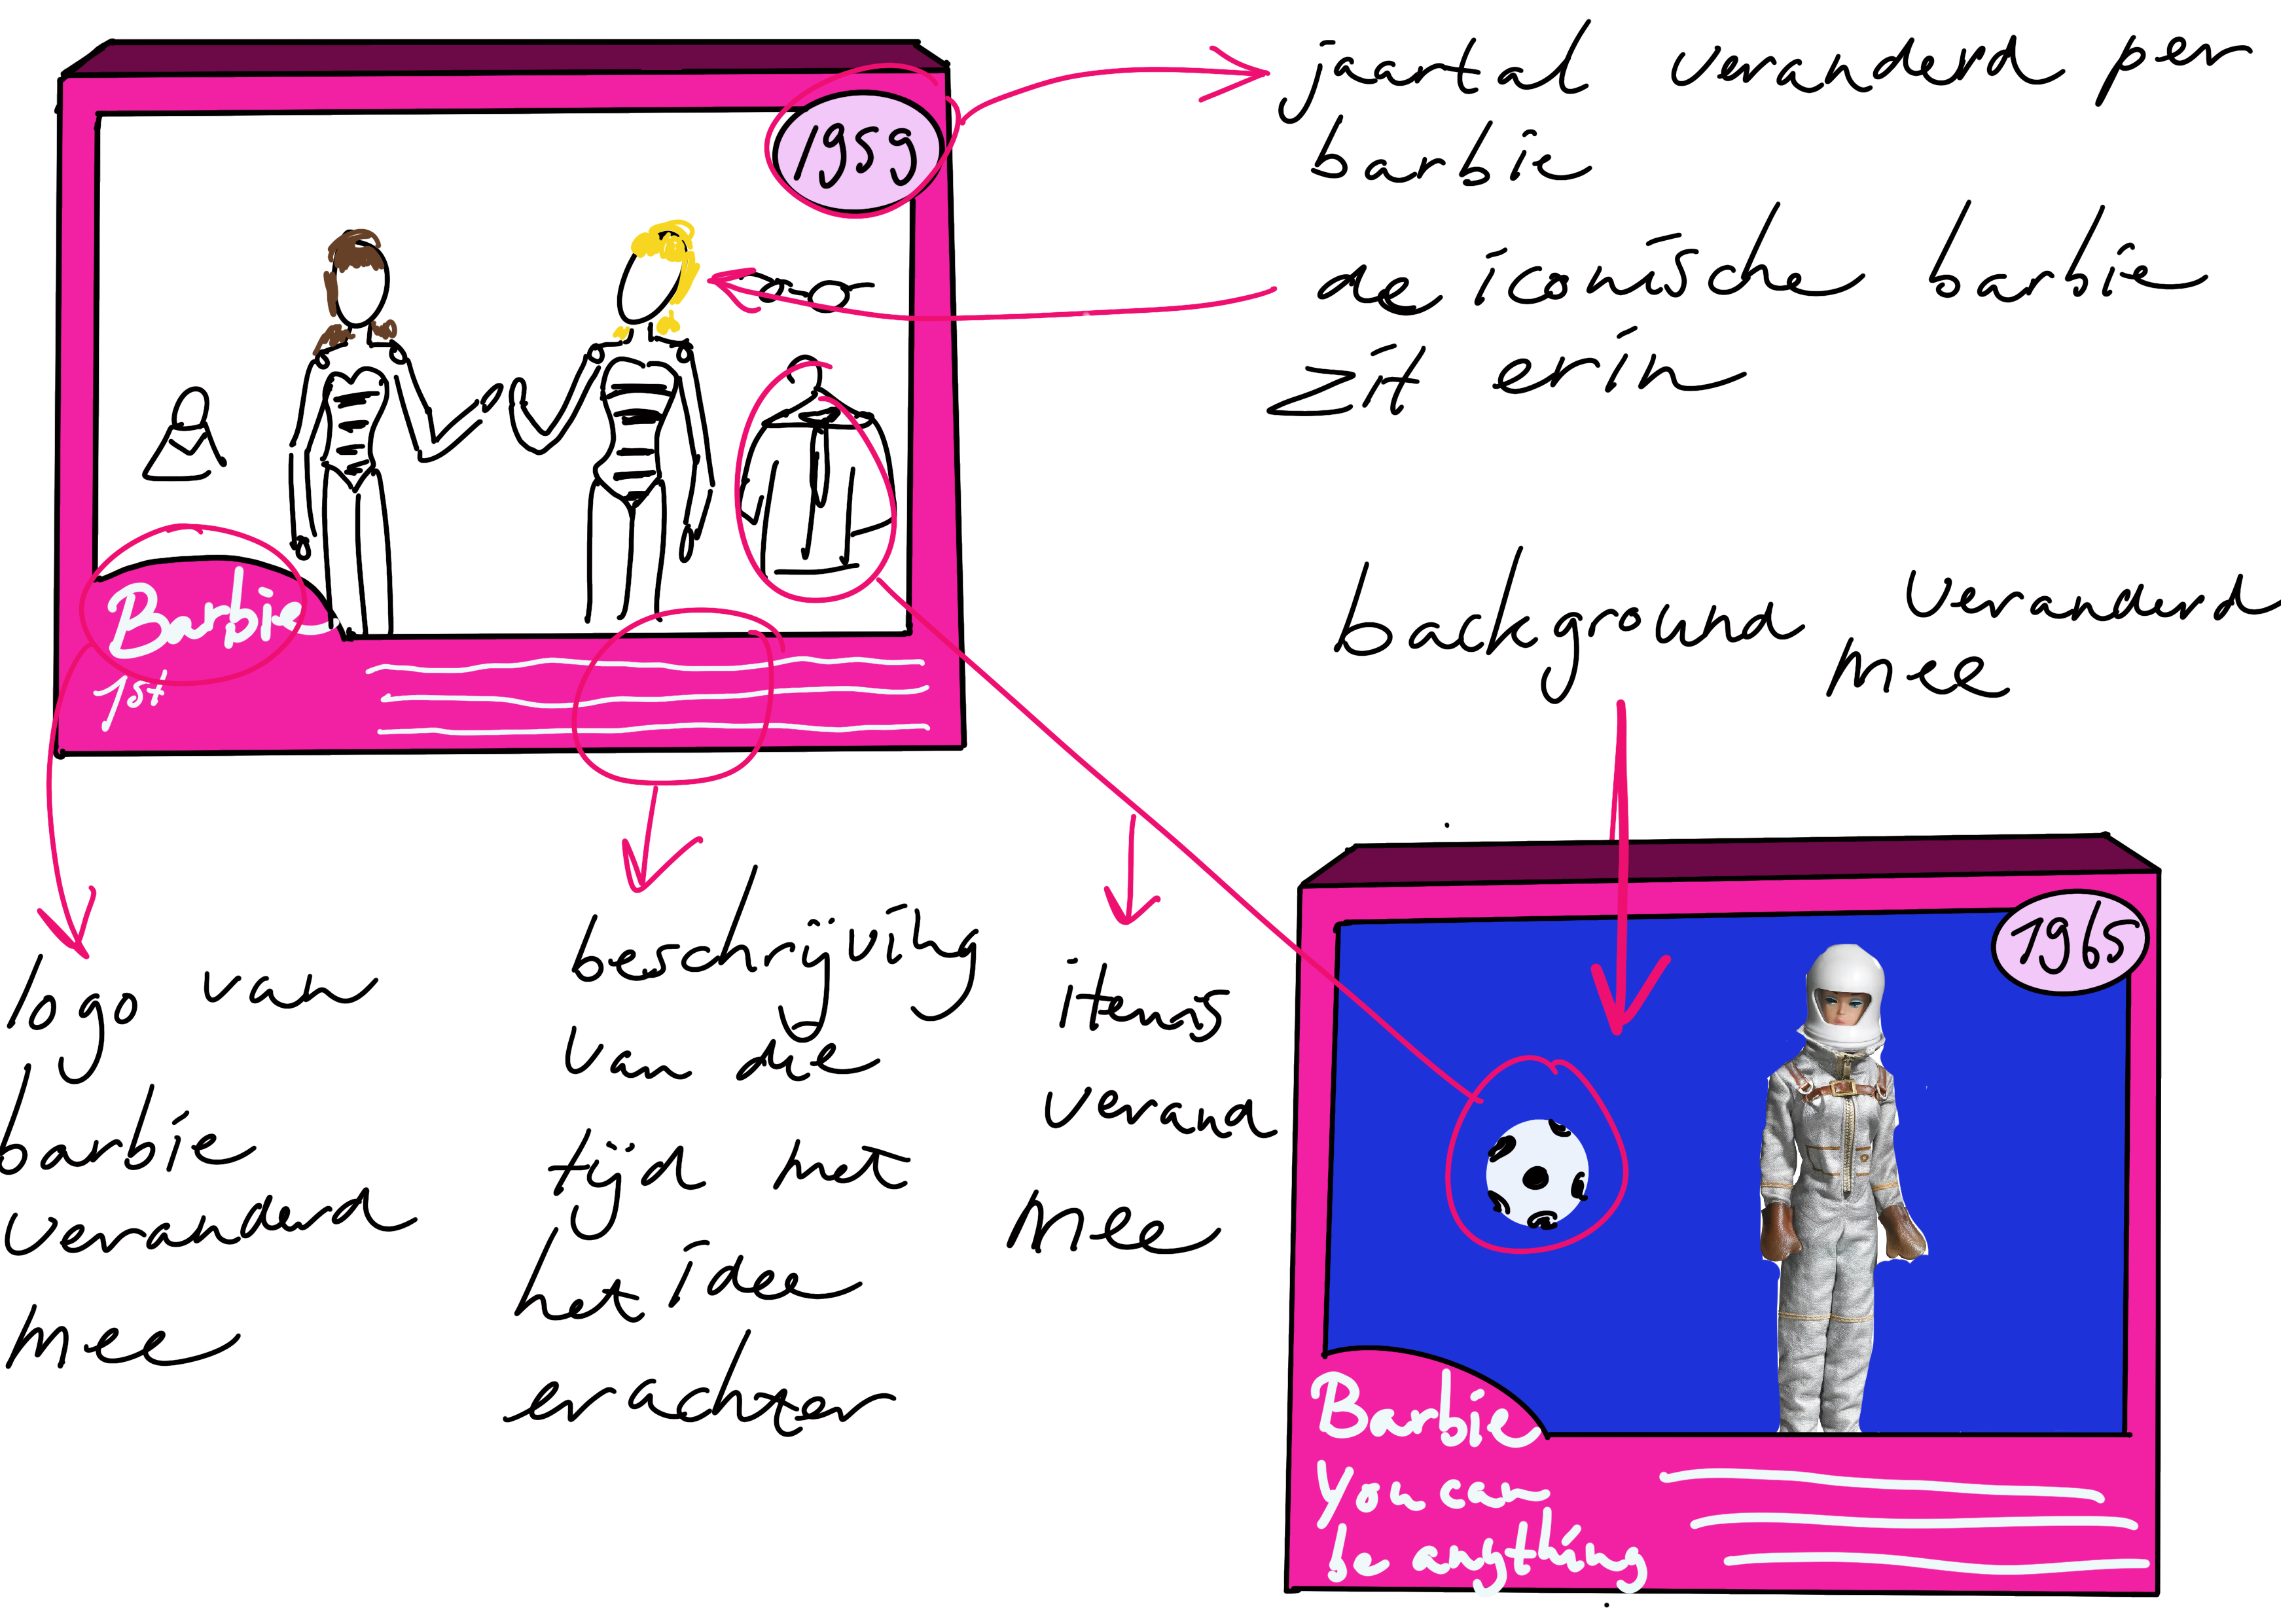 1959
Barbie
1st
jaartal veranderd per
barbie
de iconische barbie
zit erin
background veranderd
mee
logo van
barbie
veranderd
mee
beschrijving
van die
tijd met
het idee
erachter
items
verand
mee
1965
Barbie
You can
be anything